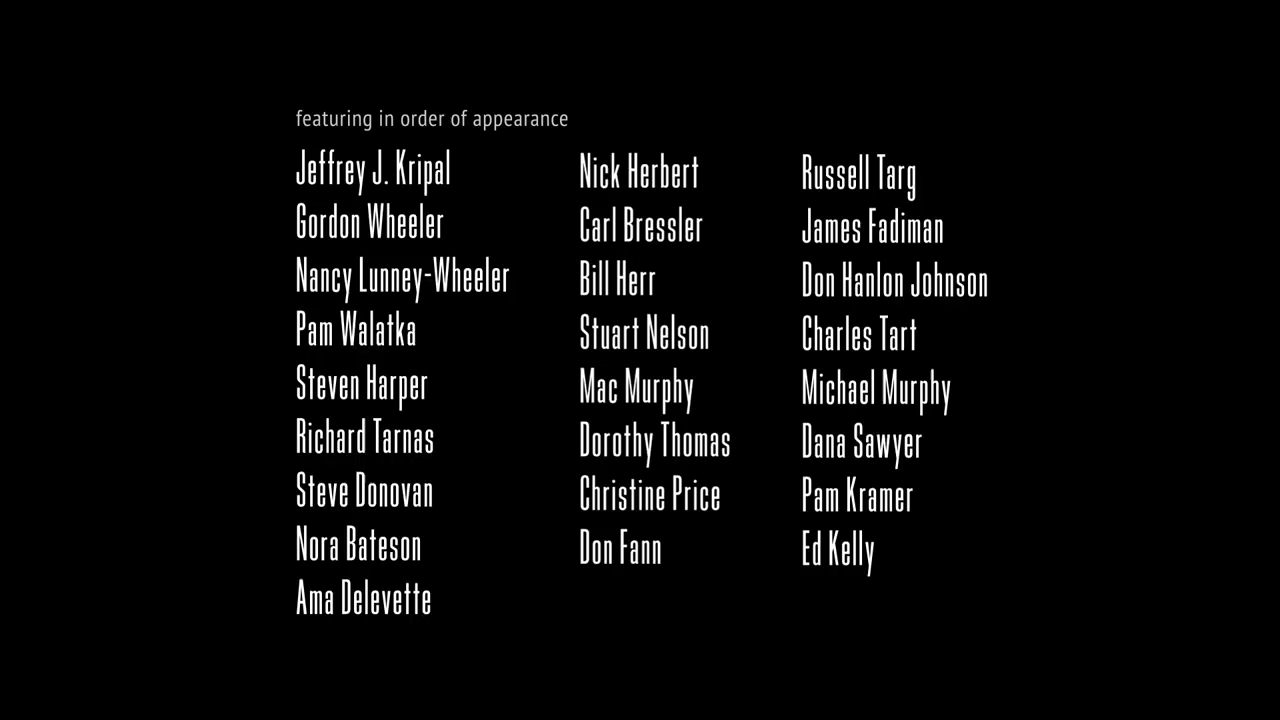 featuring in order of appearance
Jeffrey J. Kripal
Gordon Wheeler
Nancy Lunney-Wheeler
Pam Walatka
Steven Harper
Richard Tarnas
Steve Donovan
Nora Bateson
Ama Delevette
Nick Herbert
Carl Bressler
Bill Herr
Stuart Nelson
Mac Murphy
Dorothy Thomas
Christine Price
Don Fann
Russell Targ
James Fadiman
Don Hanlon Johnson
Charles Tart
Michael Murphy
Dana Sawyer
Pam Kramer
Ed Kelly